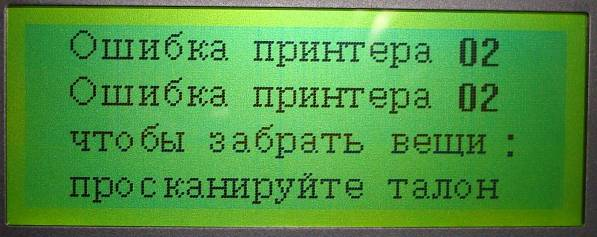 Ошибка принтера 02
Ошибка принтера 02
чтобы забрать вещи :
просканируйте талон